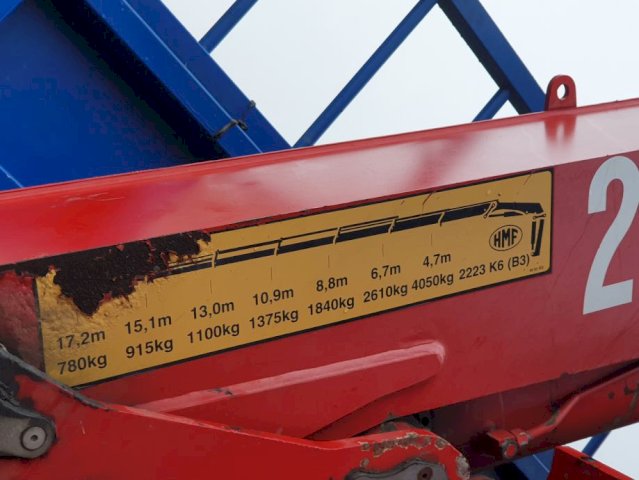 HMF
17,2m 15,1m 13,0m 10,9m 8,8m 6,7m 4,7m 2223 K6 (B3)
780kg 915kg 1100kg 1375kg 1840kg 2610kg 4050kg
2